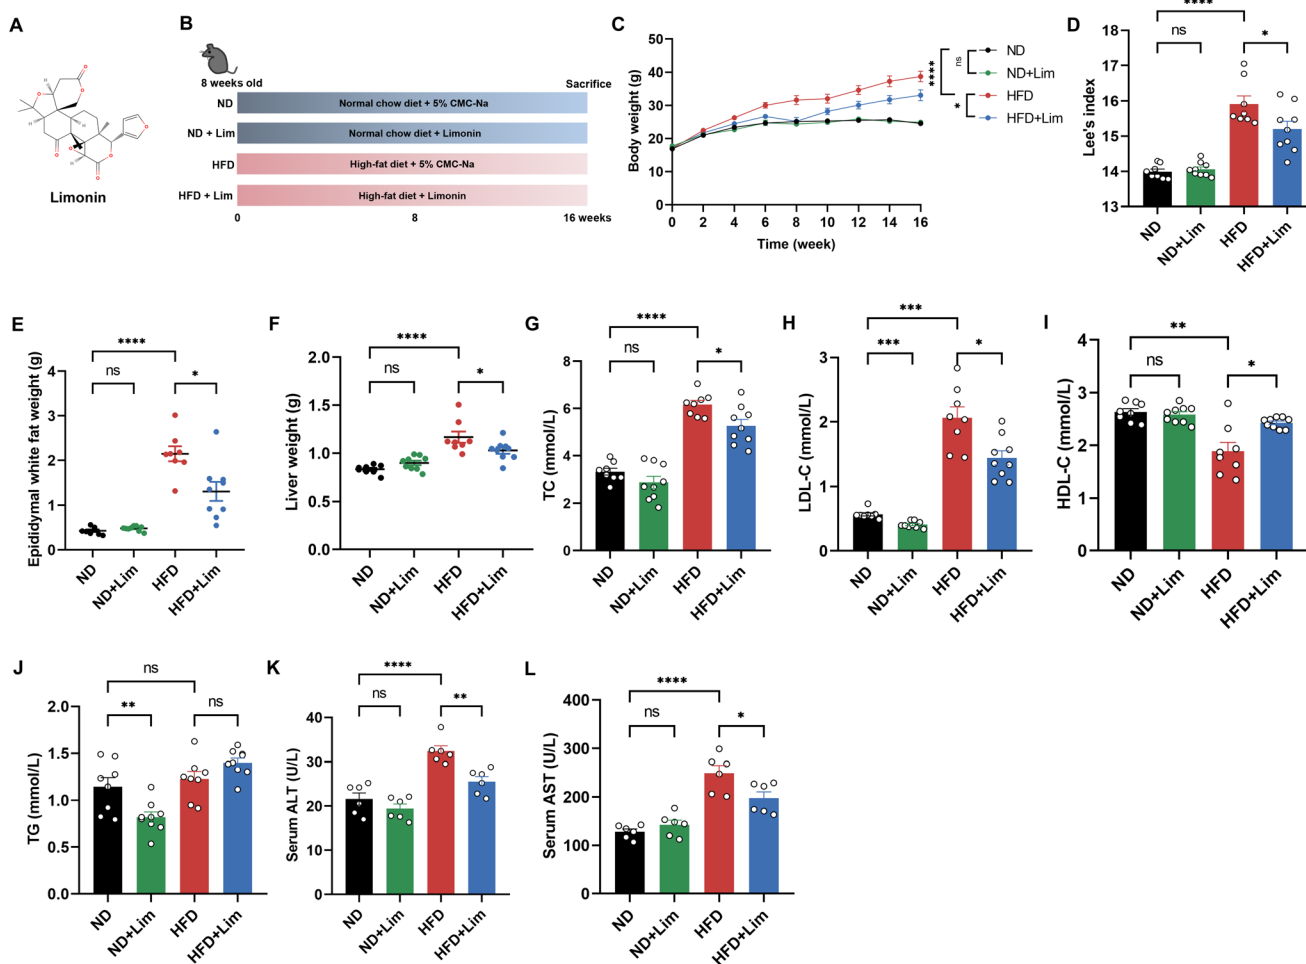 A
Limonin
B
8 weeks old
Sacrifice
ND
Normal chow diet + 5% CMC-Na
ND + Lim
Normal chow diet + Limonin
HFD
High-fat diet + 5% CMC-Na
HFD + Lim
High-fat diet + Limonin
0
8
16 weeks
C
Body weight (g)
50
40
30
20
10
0
0 2 4 6 8 10 12 14 16
Time (week)
****
ns
*
ND
ND+Lim
HFD
HFD+Lim
D
Lee's index
18
17
16
15
14
13
****
ns
*
ND
ND+Lim
HFD
HFD+Lim
E
Epididymal white fat weight (g)
4
3
2
1
0
****
ns
*
ND
ND+Lim
HFD
HFD+Lim
F
Liver weight (g)
2.0
1.5
1.0
0.5
0.0
****
ns
*
ND
ND+Lim
HFD
HFD+Lim
G
TC (mmol/L)
8
6
4
2
0
****
ns
*
ND
ND+Lim
HFD
HFD+Lim
H
LDL-C (mmol/L)
3
2
1
0
***
***
*
ND
ND+Lim
HFD
HFD+Lim
I
HDL-C (mmol/L)
4
3
2
1
0
**
ns
*
ND
ND+Lim
HFD
HFD+Lim
J
TG (mmol/L)
2.0
1.5
1.0
0.5
0.0
ns
**
ns
ND
ND+Lim
HFD
HFD+Lim
K
Serum ALT (U/L)
40
30
20
10
0
****
ns
**
ND
ND+Lim
HFD
HFD+Lim
L
Serum AST (U/L)
400
300
200
100
0
****
ns
*
ND
ND+Lim
HFD
HFD+Lim